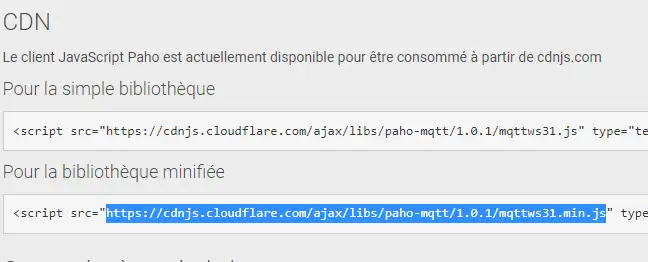 CDN
Le client JavaScript Paho est actuellement disponible pour être consommé à partir de cdnjs.com
Pour la simple bibliothèque
<script src="https://cdnjs.cloudflare.com/ajax/libs/paho-mqtt/1.0.1/mqttws31.js" type="te
Pour la bibliothèque minifiée
<script src="https://cdnjs.cloudflare.com/ajax/libs/paho-mqtt/1.0.1/mqttws31.min.js" type